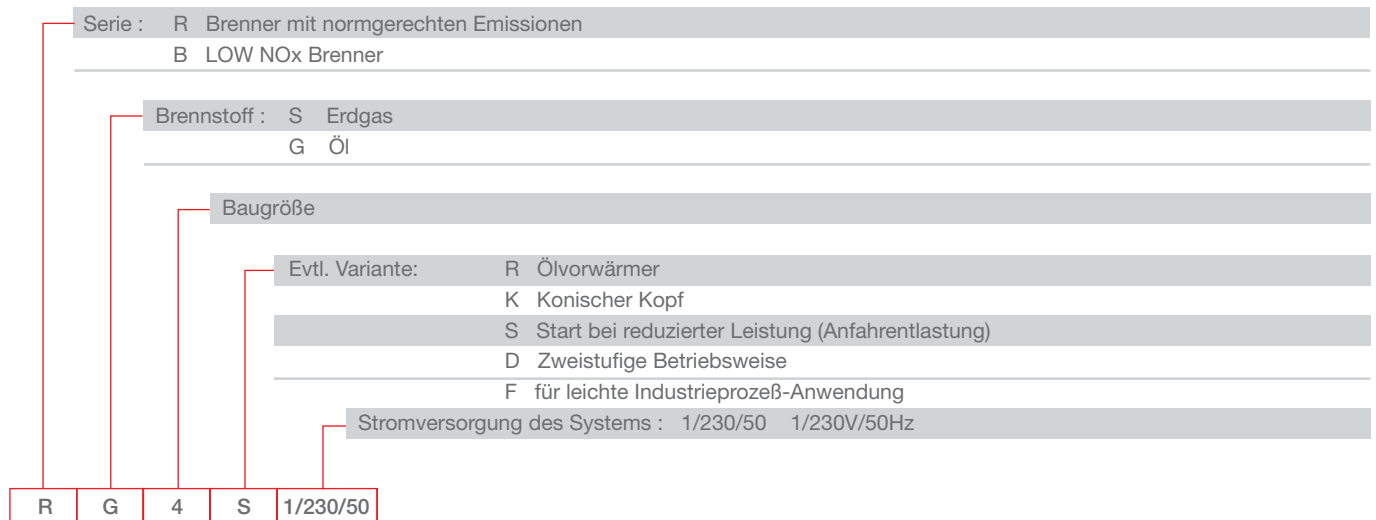 Serie : R Brenner mit normgerechten Emissionen
B LOW NOx Brenner
Brennstoff : S Erdgas
G Öl
Baugröße
Evtl. Variante: R Ölvorwärmer
K Konischer Kopf
S Start bei reduzierter Leistung (Anfahrentlastung)
D Zweistufige Betriebsweise
F für leichte Industrieprozeß-Anwendung
Stromversorgung des Systems : 1/230/50 1/230V/50Hz
R G 4 S 1/230/50